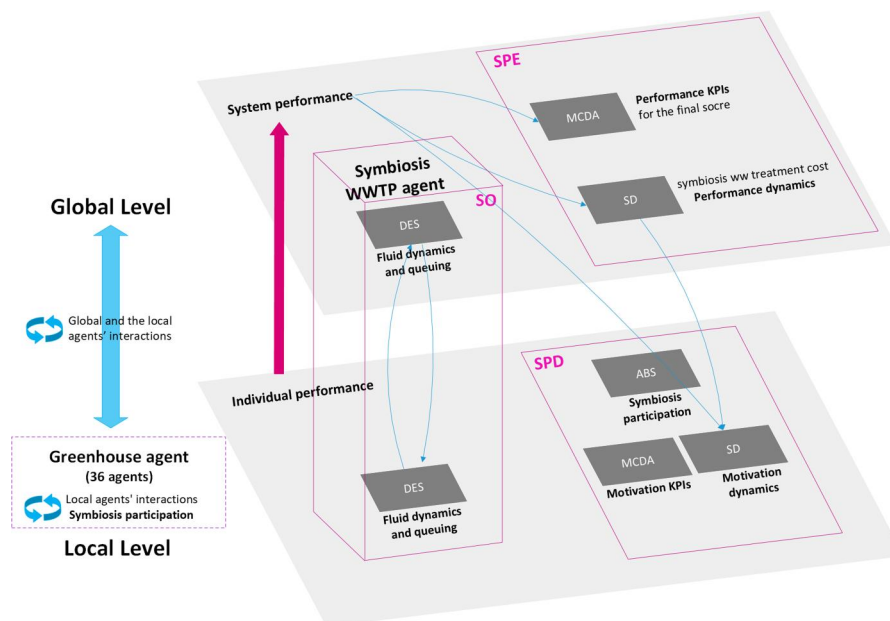 SPE
System performance
MCDA
Performance KPIs
for the final socre
Symbiosis
WWTP agent
SO
symbiosis ww treatment cost
SD
Performance dynamics
Global Level
DES
Fluid dynamics
and queuing
Global and the local
agents' interactions
SPD
ABS
Individual performance
Symbiosis
participation
Greenhouse agent
(36 agents)
MCDA
SD
Motivation KPIs
Motivation
dynamics
Local agents' interactions
Symbiosis participation
DES
Fluid dynamics
and queuing
Local Level